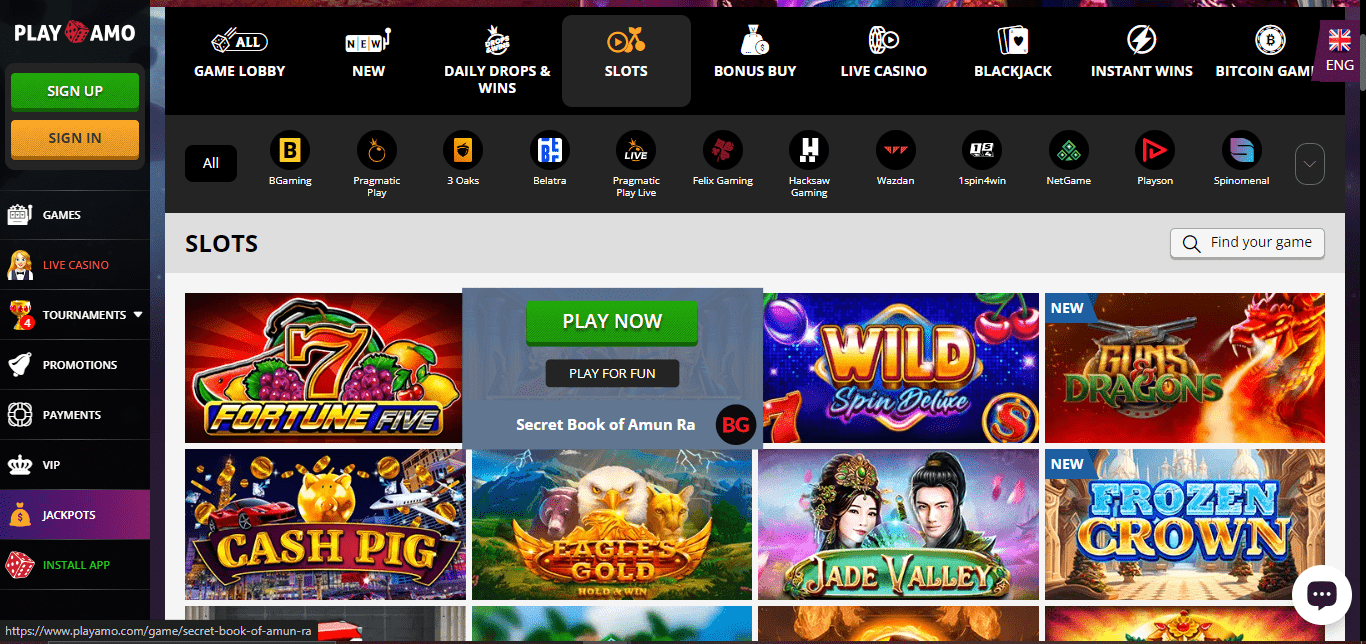 PLAY AMO
SIGN UP
SIGN IN
GAMES
LIVE CASINO
4
TOURNAMENTS
PROMOTIONS
PAYMENTS
VIP
$
JACKPOTS
INSTALL APP
ALL
GAME LOBBY
NEW
NEW
DROPS
& WINS
DAILY DROPS &
WINS
SLOTS
$
BONUS BUY
LIVE CASINO
BLACKJACK
INSTANT WINS
BITCOIN GAM
ENG
All
B
BGaming
Pragmatic
Play
3 Oaks
Belatra
LIVE
Pragmatic
Play Live
Felix Gaming
H
Hacksaw
Gaming
Wazdan
1spin4win
NetGame
Playson
Spinomenal
SLOTS
Find your game
7
FORTUNE FIVE
PLAY NOW
PLAY FOR FUN
Secret Book of Amun Ra
BG
WILD
Spin Deluxe
7
S
NEW
GUNS
& DRAGONS
CASH PIG
EAGLE'S
GOLD
HOLD & WIN
JADE VALLEY
NEW
FROZEN
CROWN
https://www.playamo.com/game/secret-book-of-amun-ra